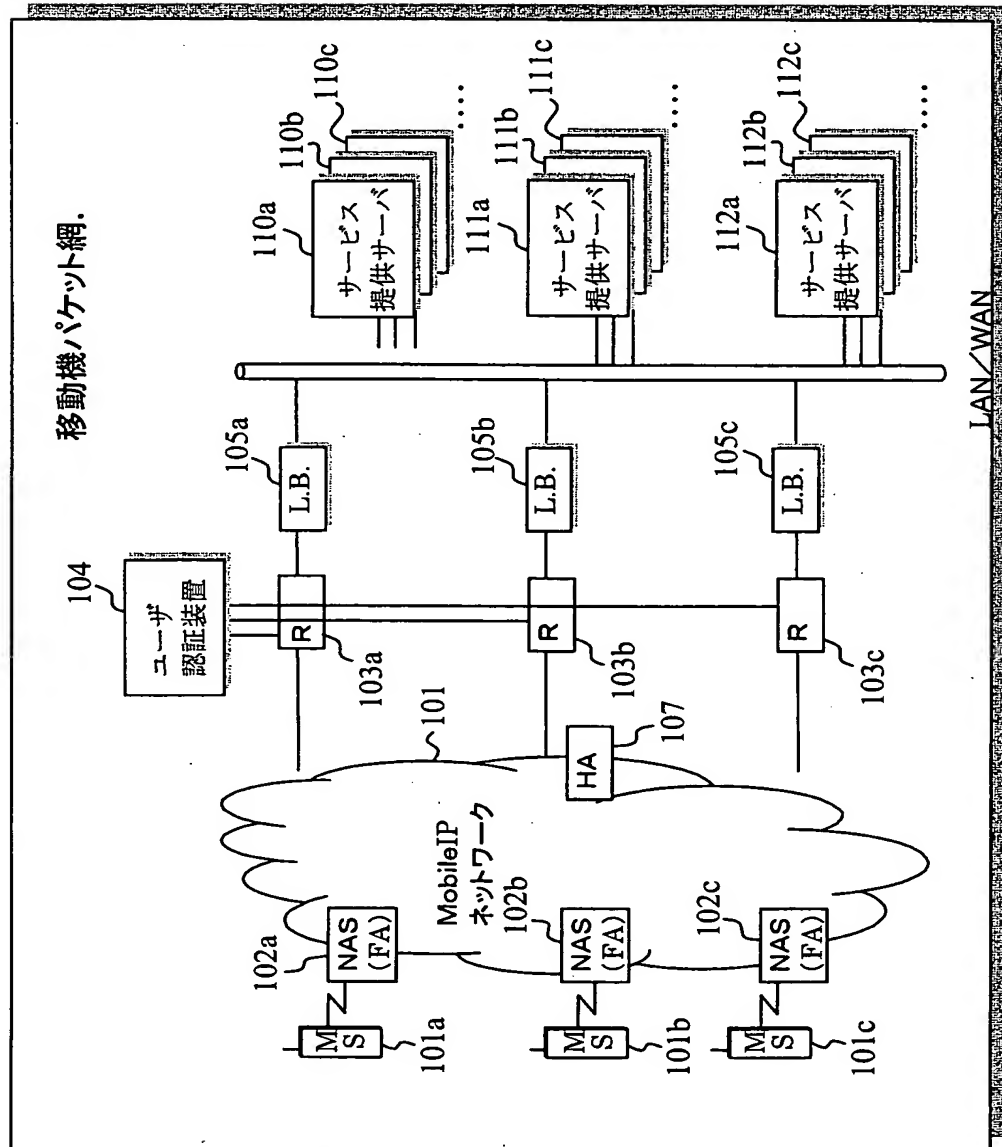 移動機パケット網.
104
ユーザ
認証装置
110a
110b
110c
サービス
提供サーバ
....
105a
L.B.
R
103a
102a
NAS
(FA)
MS
101a
101
MobileIP
ネットワーク
111a
111b
111c
サービス
提供サーバ
....
105b
L.B.
R
103b
HA
107
102b
NAS
(FA)
MS
101b
112a
112b
112c
サービス
提供サーバ
....
105c
L.B.
R
103c
102c
NAS
(FA)
MS
101c
LAN/WAN